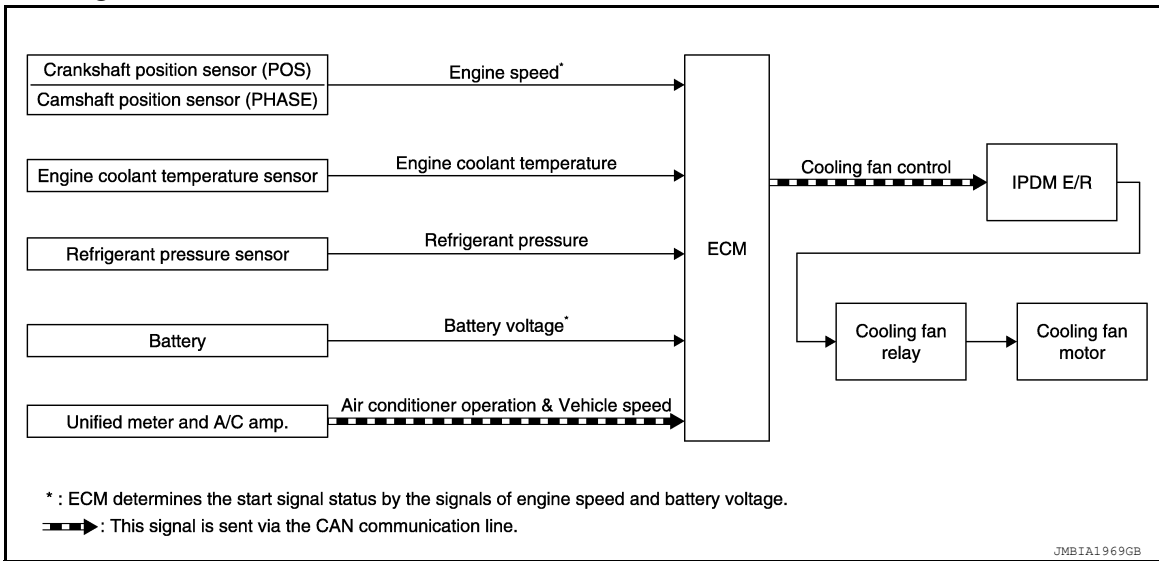 Crankshaft position sensor (POS)
Camshaft position sensor (PHASE)
Engine speed*
Engine coolant temperature sensor
Engine coolant temperature
Refrigerant pressure sensor
Refrigerant pressure
Battery
Battery voltage*
Unified meter and A/C amp.
Air conditioner operation & Vehicle speed
ECM
Cooling fan control
IPDM E/R
Cooling fan
relay
Cooling fan
motor
* : ECM determines the start signal status by the signals of engine speed and battery voltage.
: This signal is sent via the CAN communication line.
JMBIA1969GB